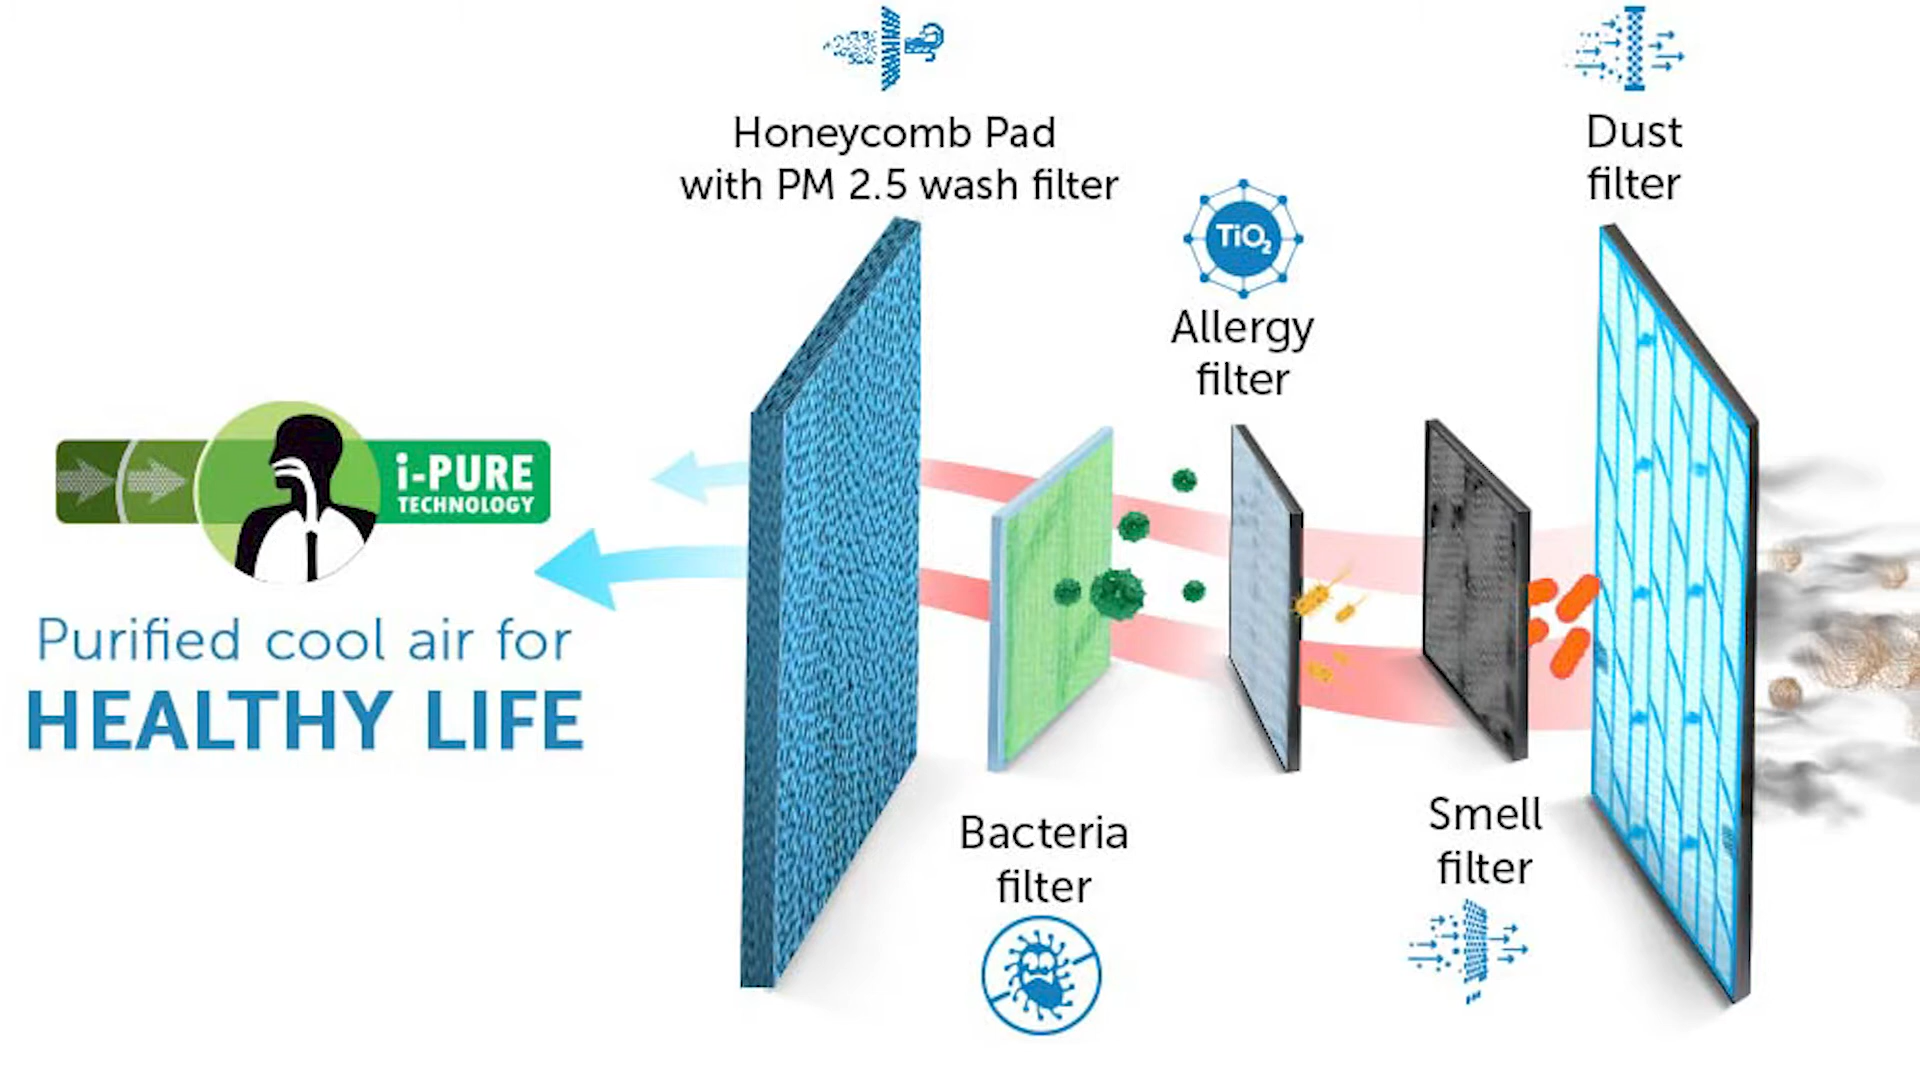 Honeycomb Pad
with PM 2.5 wash filter
Dust
filter
TiO₂
Allergy
filter
i-PURE
TECHNOLOGY
Purified cool air for
HEALTHY LIFE
Bacteria
filter
Smell
filter